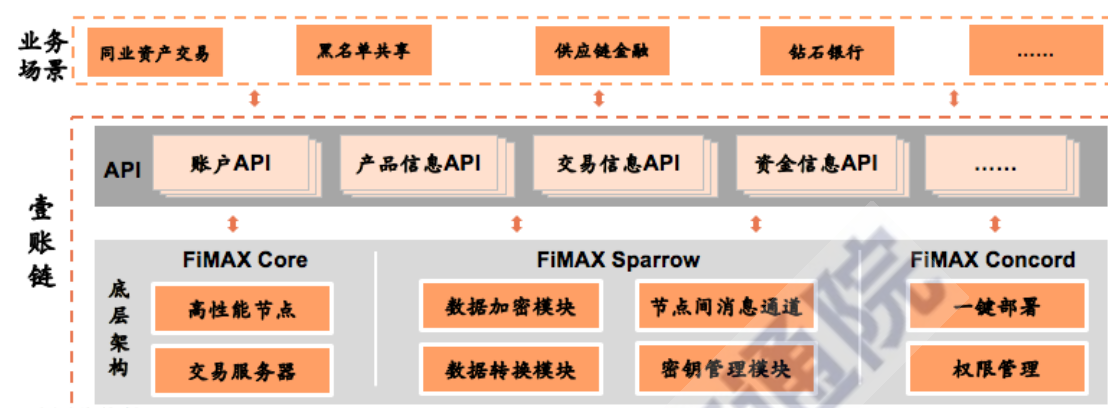 业务场景
同业资产交易
黑名单共享
供应链金融
钻石银行
……
壹账链
API
账户API
产品信息API
交易信息API
资金信息API
……
底层架构
FiMAX Core
高性能节点
交易服务器
FiMAX Sparrow
数据加密模块
节点间消息通道
数据转换模块
密钥管理模块
FiMAX Concord
一键部署
权限管理
通院